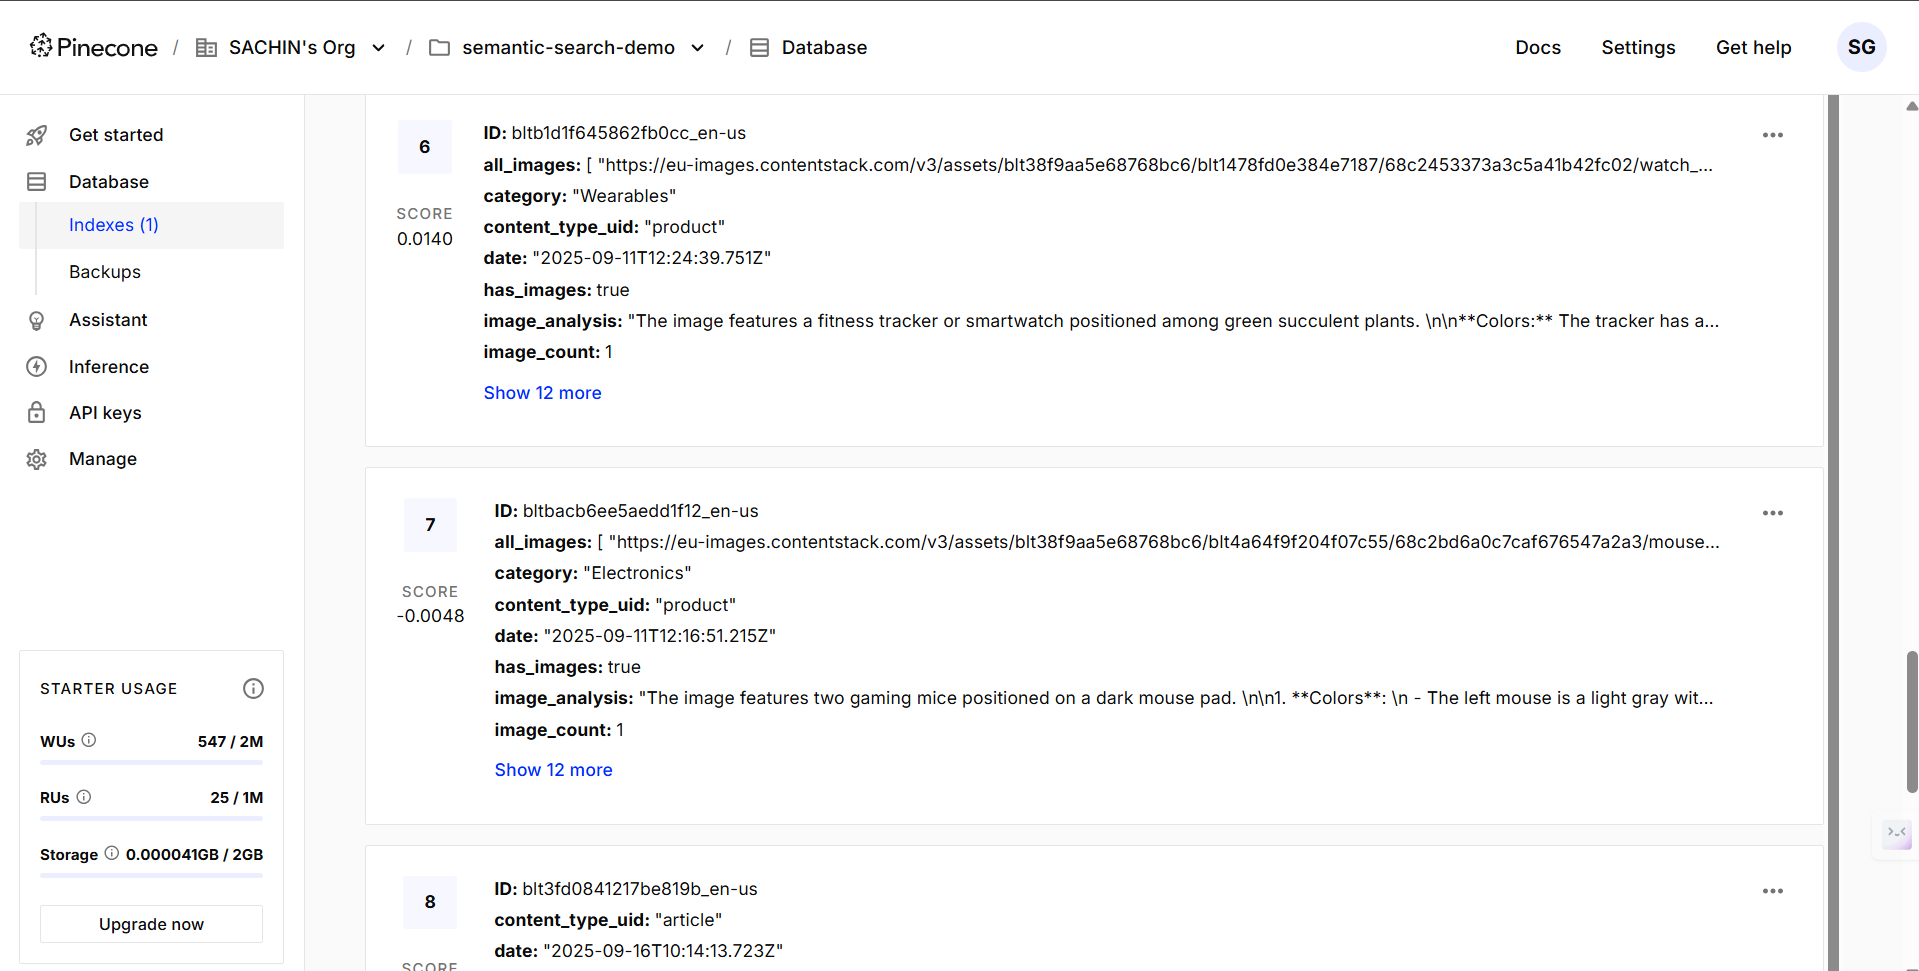 Pinecone / SACHIN's Org / semantic-search-demo / Database
Docs Settings Get help SG
Get started
Database
Indexes (1)
Backups
Assistant
Inference
API keys
Manage
STARTER USAGE
WUs 547 / 2M
RUs 25 / 1M
Storage 0.000041GB / 2GB
Upgrade now
6
SCORE
0.0140
ID: bltb1d1f645862fb0cc_en-us
all_images: [ "https://eu-images.contentstack.com/v3/assets/blt38f9aa5e68768bc6/blt1478fd0e384e7187/68c2453373a3c5a41b42fc02/watch_...
category: "Wearables"
content_type_uid: "product"
date: "2025-09-11T12:24:39.751Z"
has_images: true
image_analysis: "The image features a fitness tracker or smartwatch positioned among green succulent plants. \n\n**Colors:** The tracker has a...
image_count: 1
Show 12 more
7
SCORE
-0.0048
ID: bltbacb6ee5aedd1f12_en-us
all_images: [ "https://eu-images.contentstack.com/v3/assets/blt38f9aa5e68768bc6/blt4a64f9f204f07c55/68c2bd6a0c7caf676547a2a3/mouse...
category: "Electronics"
content_type_uid: "product"
date: "2025-09-11T12:16:51.215Z"
has_images: true
image_analysis: "The image features two gaming mice positioned on a dark mouse pad. \n\n1. **Colors**: \n - The left mouse is a light gray wit...
image_count: 1
Show 12 more
8
SCORE
ID: blt3fd0841217be819b_en-us
content_type_uid: "article"
date: "2025-09-16T10:14:13.723Z"